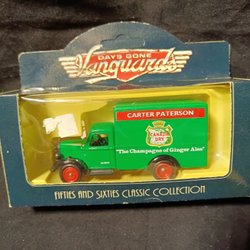 DAYS GONE
Vanguards
CARTER PATERSON
CANADA DRY
"The Champagne of Ginger Ales"
FIFTIES AND SIXTIES CLASSIC COLLECTION